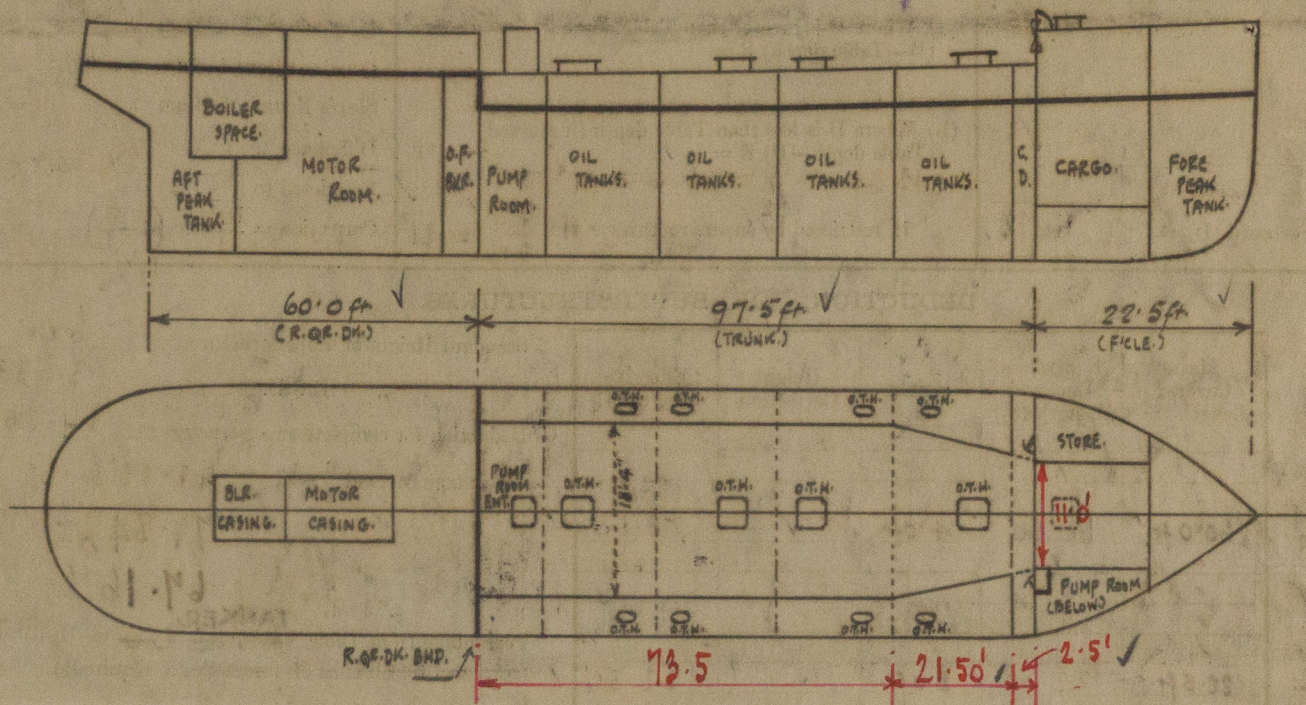 BOILER
SPACE.
AFT
PEAK
TANK.
MOTOR
ROOM.
O.F.
BKR.
PUMP
ROOM.
OIL
TANKS.
OIL
TANKS.
OIL
TANKS.
OIL
TANKS.
C.
D.
CARGO.
FORE
PEAK
TANK.
60·0 ft
(R.QR.DK.)
97·5 ft
(TRUNK.)
22·5 ft
(F'CLE.)
O.T.H. O.T.H. O.T.H. O.T.H.
STORE.
BLR. MOTOR
CASING. CASING.
PUMP
ROOM
ENT.
O.T.H. O.T.H. O.T.H. O.T.H.
11·0'
PUMP ROOM
(BELOW)
O.T.H. O.T.H. O.T.H. O.T.H.
R.QR.DK. BHD.
73.5 21·50' 2·5'
TANKER